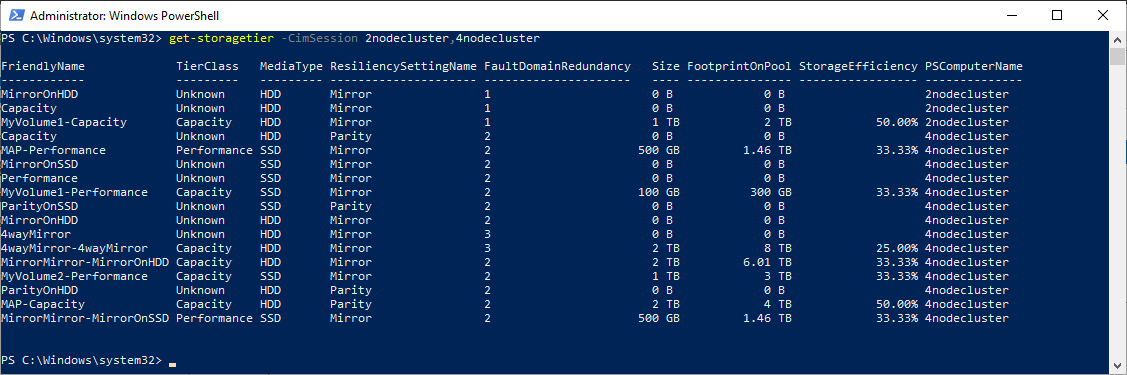 Administrator: Windows PowerShell
PS C:\Windows\system32> get-storagetier -CimSession 2nodecluster,4nodecluster
FriendlyName TierClass MediaType ResiliencySettingName FaultDomainRedundancy Size FootprintOnPool StorageEfficiency PSComputerName
------------ --------- --------- --------------------- --------------------- ---- --------------- ----------------- --------------
MirrorOnHDD Unknown HDD Mirror 1 0 B 0 B 2nodecluster
Capacity Unknown HDD Mirror 1 0 B 0 B 2nodecluster
MyVolume1-Capacity Capacity HDD Mirror 1 1 TB 2 TB 50.00% 2nodecluster
Capacity Unknown HDD Parity 2 0 B 0 B 4nodecluster
MAP-Performance Performance SSD Mirror 2 500 GB 1.46 TB 33.33% 4nodecluster
MirrorOnSSD Unknown SSD Mirror 2 0 B 0 B 4nodecluster
Performance Unknown SSD Mirror 2 0 B 0 B 4nodecluster
MyVolume1-Performance Capacity SSD Mirror 2 100 GB 300 GB 33.33% 4nodecluster
ParityOnSSD Unknown SSD Parity 2 0 B 0 B 4nodecluster
MirrorOnHDD Unknown HDD Mirror 2 0 B 0 B 4nodecluster
4wayMirror Unknown HDD Mirror 3 0 B 0 B 4nodecluster
4wayMirror-4wayMirror Capacity HDD Mirror 3 2 TB 8 TB 25.00% 4nodecluster
MirrorMirror-MirrorOnHDD Capacity HDD Mirror 2 2 TB 6.01 TB 33.33% 4nodecluster
MyVolume2-Performance Capacity SSD Mirror 2 1 TB 3 TB 33.33% 4nodecluster
ParityOnHDD Unknown HDD Parity 2 0 B 0 B 4nodecluster
MAP-Capacity Capacity HDD Parity 2 2 TB 4 TB 50.00% 4nodecluster
MirrorMirror-MirrorOnSSD Performance SSD Mirror 2 500 GB 1.46 TB 33.33% 4nodecluster
PS C:\Windows\system32>